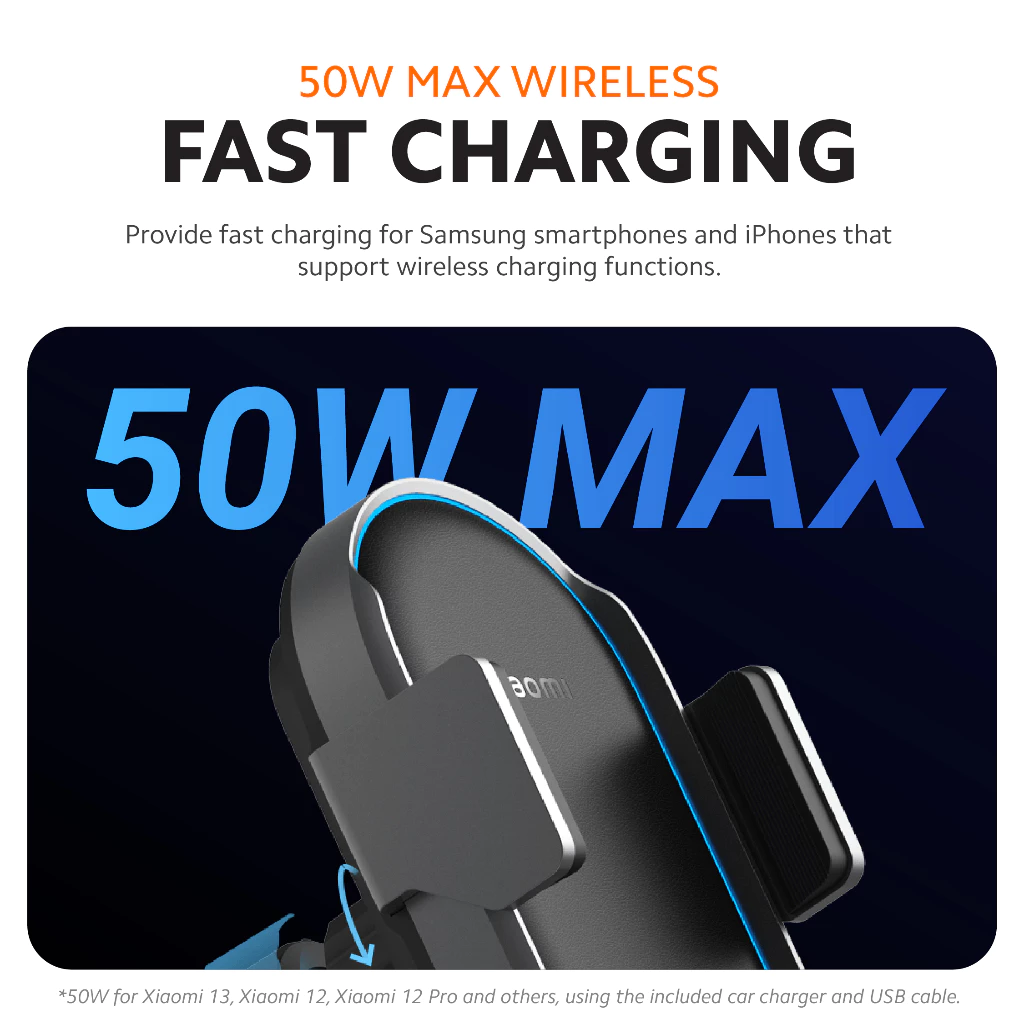 50W MAX WIRELESS
FAST CHARGING
Provide fast charging for Samsung smartphones and iPhones that
support wireless charging functions.
50W MAX
aomi
*50W for Xiaomi 13, Xiaomi 12, Xiaomi 12 Pro and others, using the included car charger and USB cable.